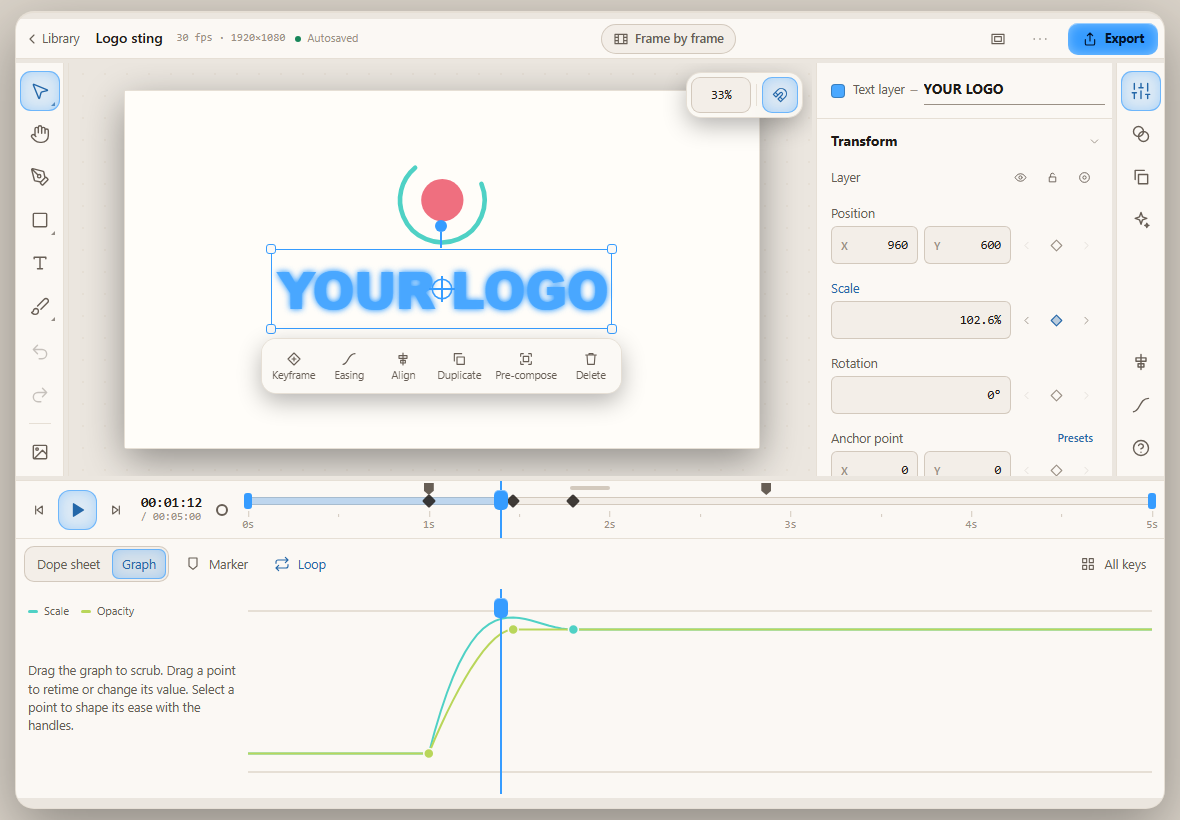 Library
Logo sting
30 fps · 1920×1080
Autosaved
Frame by frame
Export
33%
Text layer – YOUR LOGO
Transform
Layer
Position
X 960
Y 600
Scale
102.6%
Rotation
0°
Anchor point
Presets
X 0
Y 0
YOUR LOGO
Keyframe
Easing
Align
Duplicate
Pre-compose
Delete
00:01:12
/ 00:05:00
0s
1s
2s
3s
4s
5s
Dope sheet
Graph
Marker
Loop
All keys
Scale
Opacity
Drag the graph to scrub. Drag a point
to retime or change its value. Select a
point to shape its ease with the
handles.